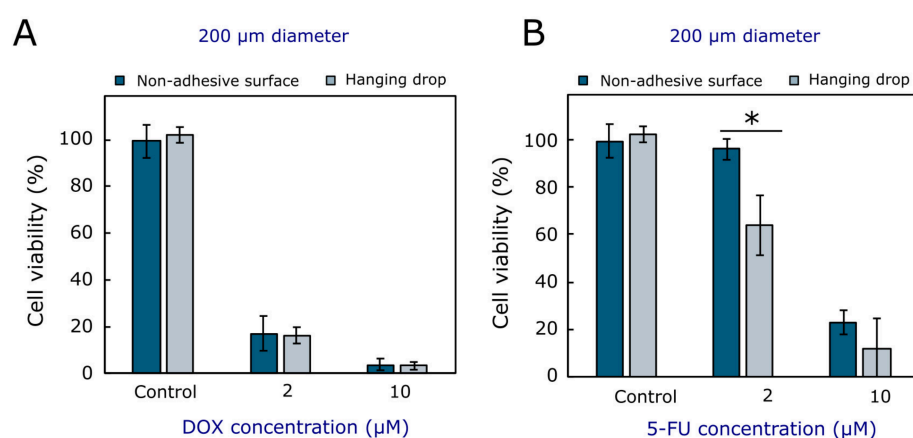 A
200 µm diameter
Non-adhesive surface Hanging drop
Cell viability (%)
100
80
60
40
20
0
Control 2 10
DOX concentration (µM)
B
200 µm diameter
Non-adhesive surface Hanging drop
Cell viability (%)
100
80
60
40
20
0
*
Control 2 10
5-FU concentration (µM)